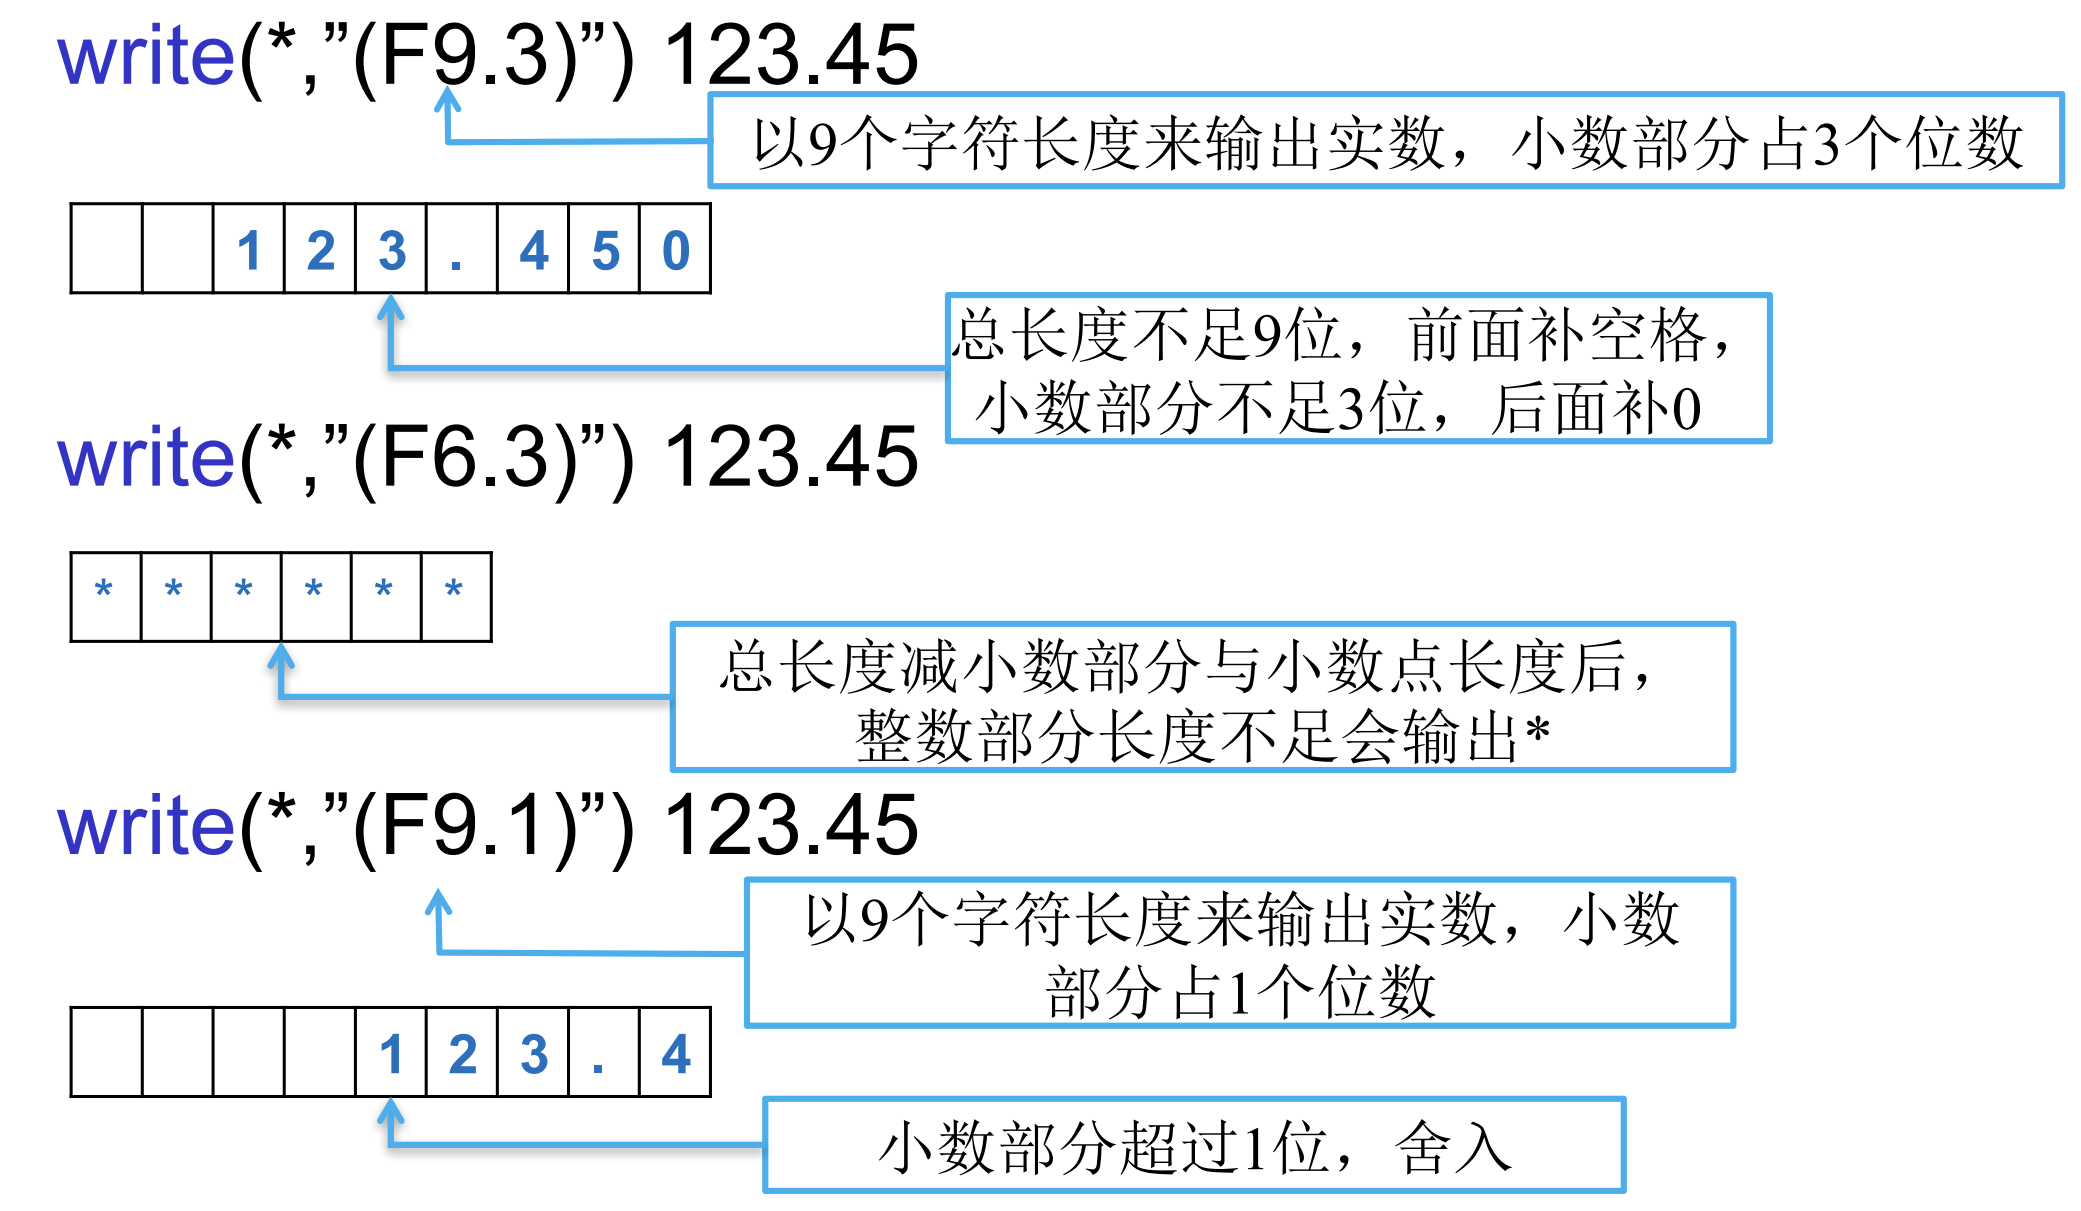 write(*,”(F9.3)”) 123.45
以9个字符长度来输出实数，小数部分占3个位数
1 2 3 . 4 5 0
总长度不足9位，前面补空格，
小数部分不足3位，后面补0
write(*,”(F6.3)”) 123.45
* * * * * *
总长度减小数部分与小数点长度后，
整数部分长度不足会输出*
write(*,”(F9.1)”) 123.45
以9个字符长度来输出实数，小数
部分占1个位数
1 2 3 . 4
小数部分超过1位，舍入